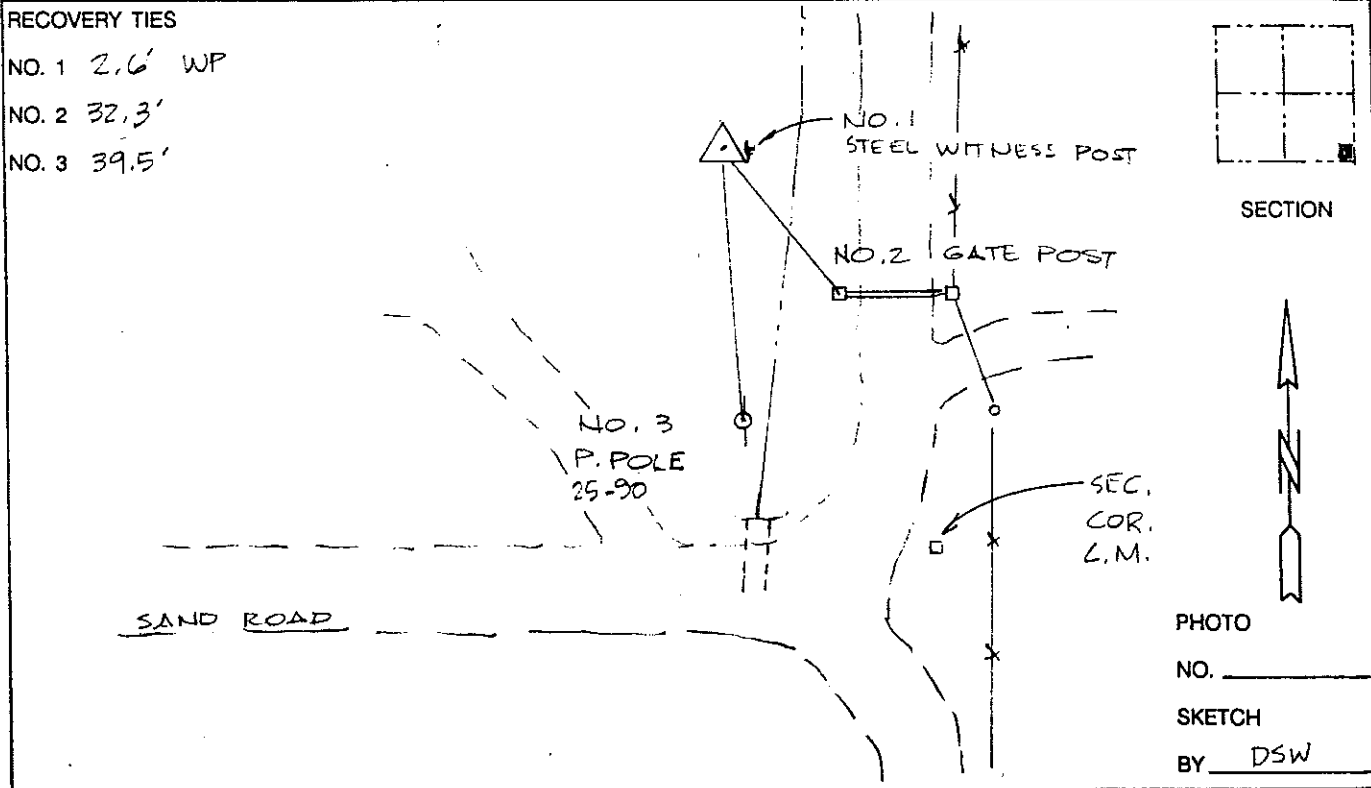 RECOVERY TIES
NO. 1 2.6' WP
NO. 2 32.3'
NO. 3 39.5'
NO. 1
STEEL WITNESS POST
NO. 2 GATE POST
NO. 3
P. POLE
25-90
SEC.
COR.
C.M.
SAND ROAD
SECTION
N
PHOTO
NO.
SKETCH
BY DSW